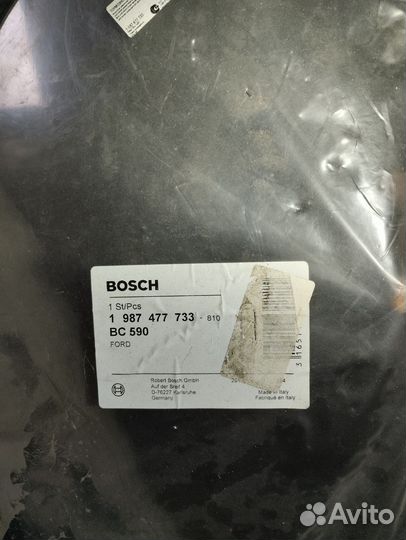 BOSCH
1 St/Pcs
1 987 477 733 - 810
BC 590
FORD
Robert Bosch GmbH
Auf der Breit 4
D-76227 Karlsruhe
Germany
Made in Italy
Fabriqué en Italy
31651
Avito